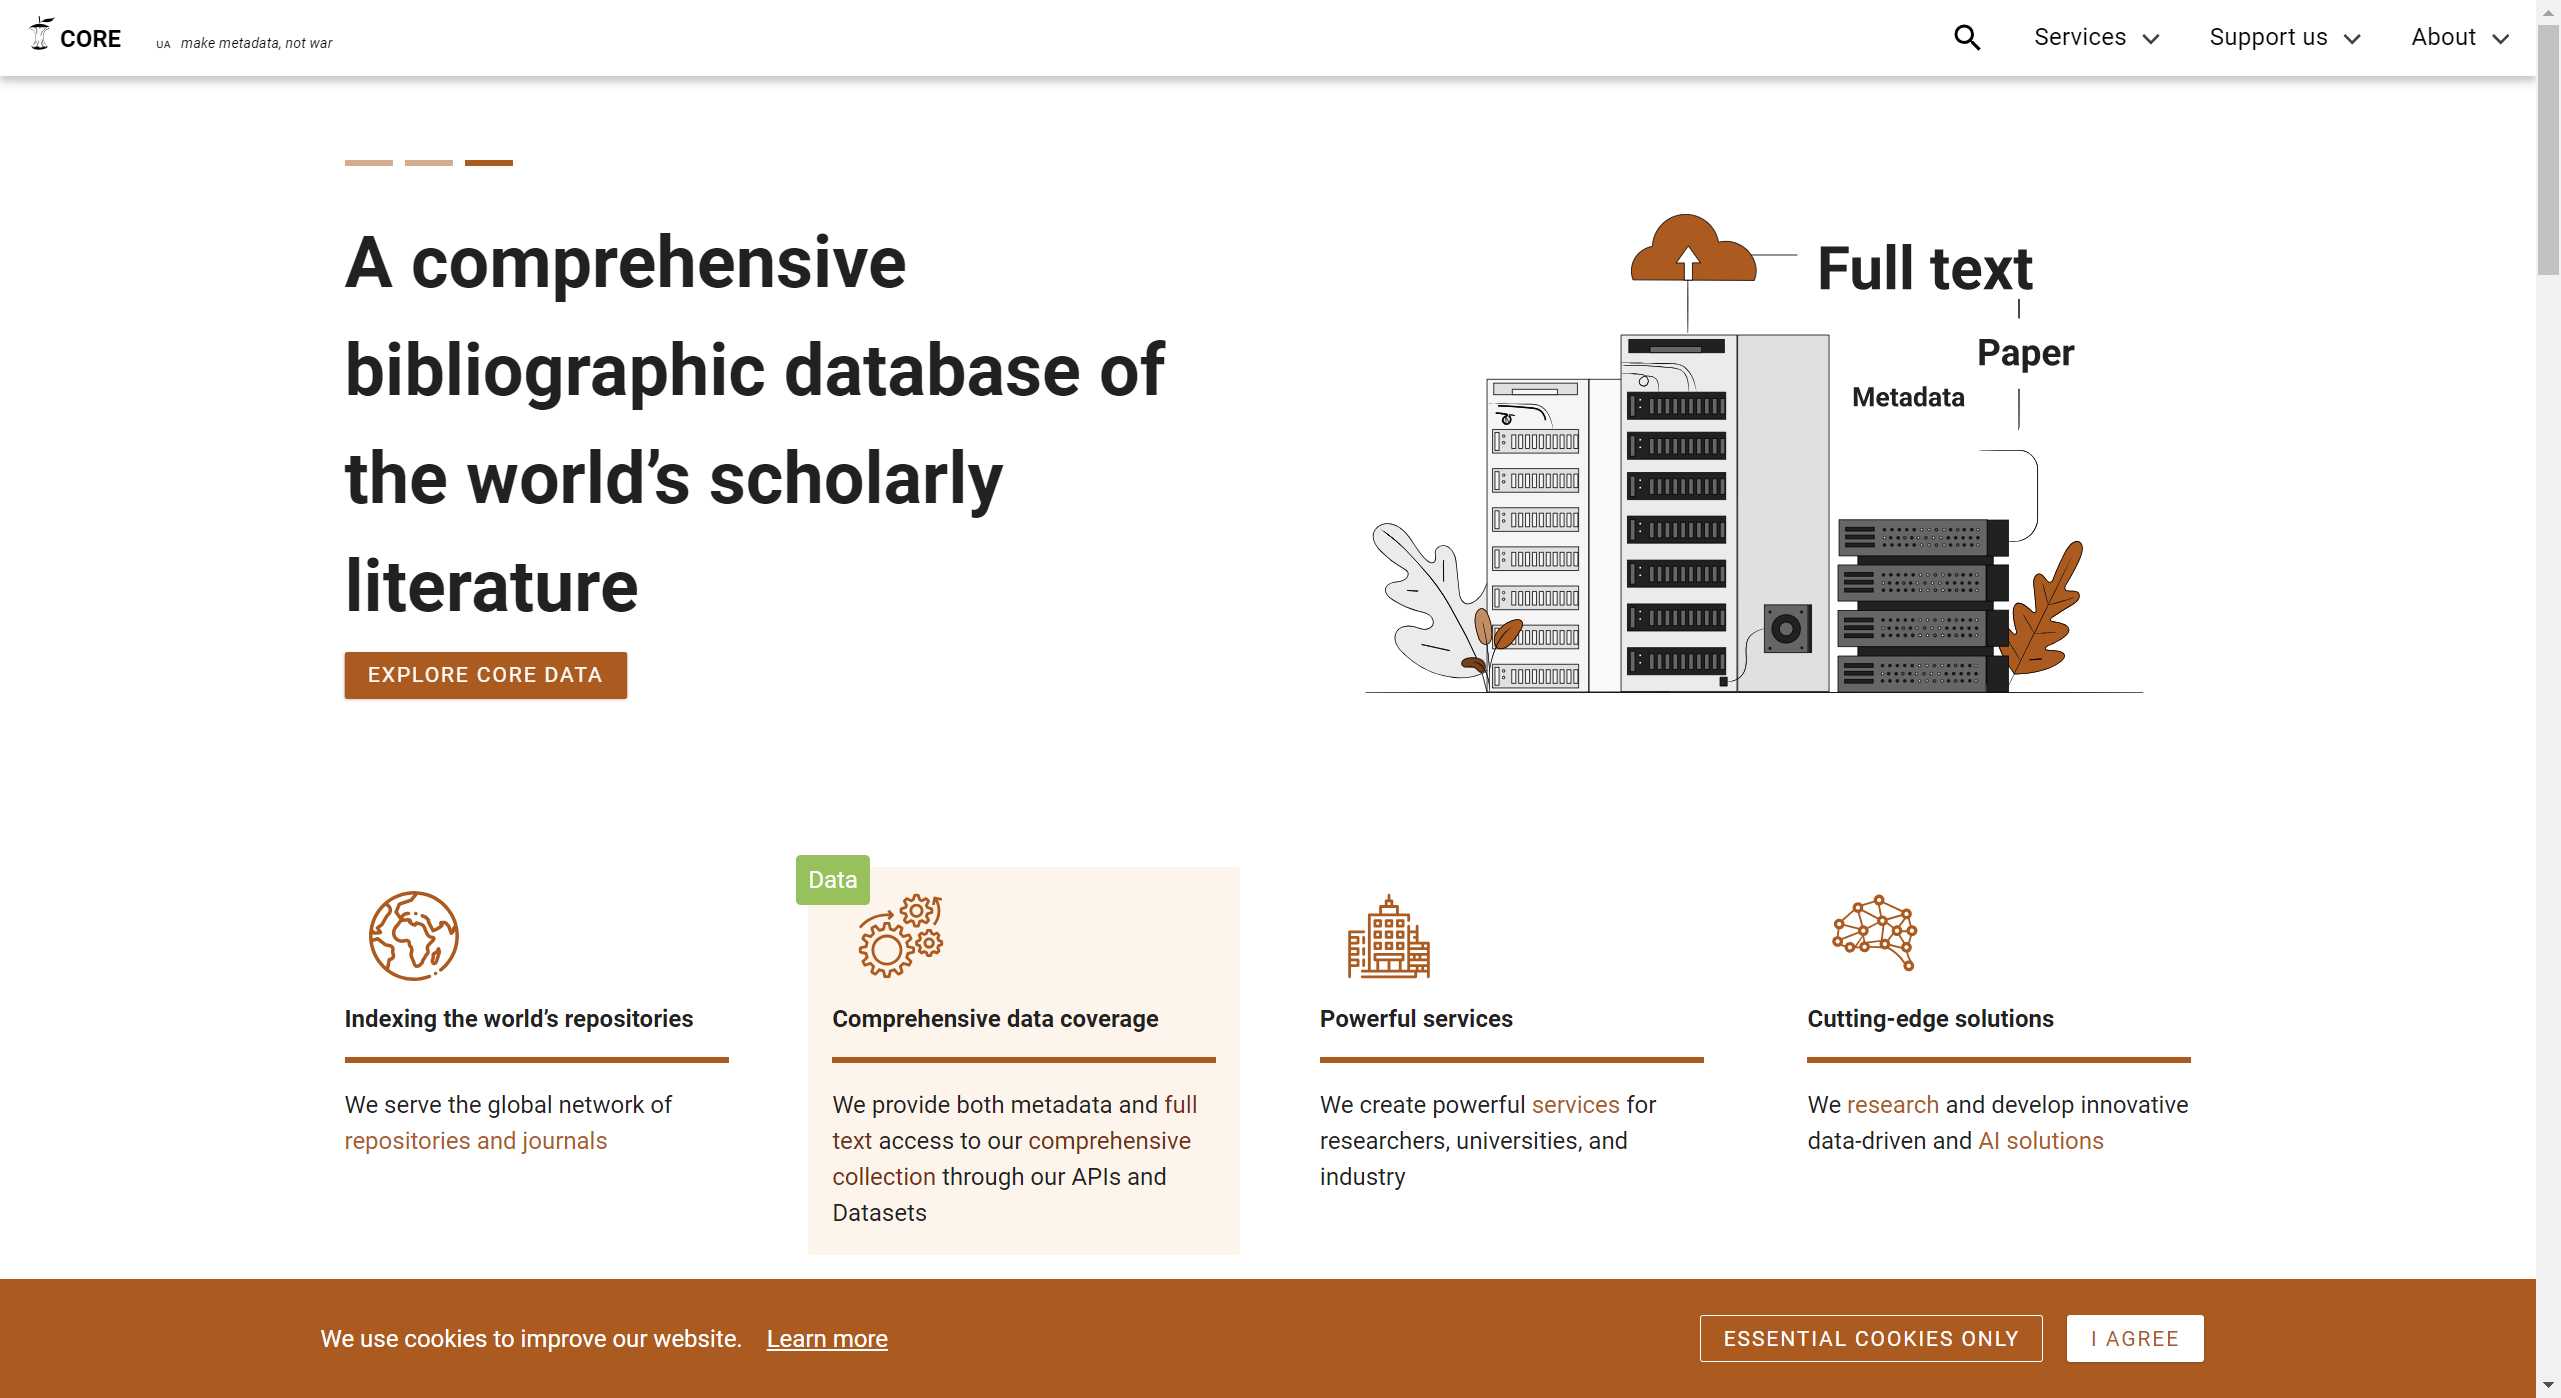 CORE
UA make metadata, not war
Services
Support us
About
A comprehensive
bibliographic database of
the world’s scholarly
literature
EXPLORE CORE DATA
Full text
Paper
Metadata
Indexing the world’s repositories
We serve the global network of
repositories and journals
Data
Comprehensive data coverage
We provide both metadata and full
text access to our comprehensive
collection through our APIs and
Datasets
Powerful services
We create powerful services for
researchers, universities, and
industry
Cutting-edge solutions
We research and develop innovative
data-driven and AI solutions
We use cookies to improve our website. Learn more
ESSENTIAL COOKIES ONLY
I AGREE